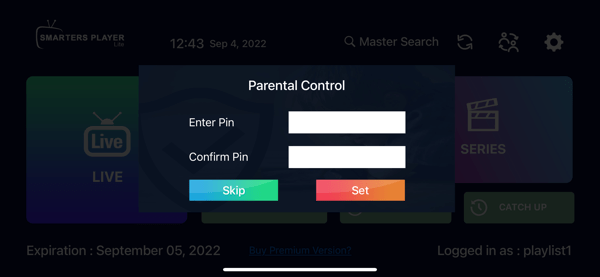 SMARTERS PLAYER
Lite
12:43 Sep 4, 2022
Master Search
Parental Control
Enter Pin
Confirm Pin
Skip
Set
Live
LIVE
SERIES
CATCH UP
Expiration : September 05, 2022
Buy Premium Version?
Logged in as : playlist1